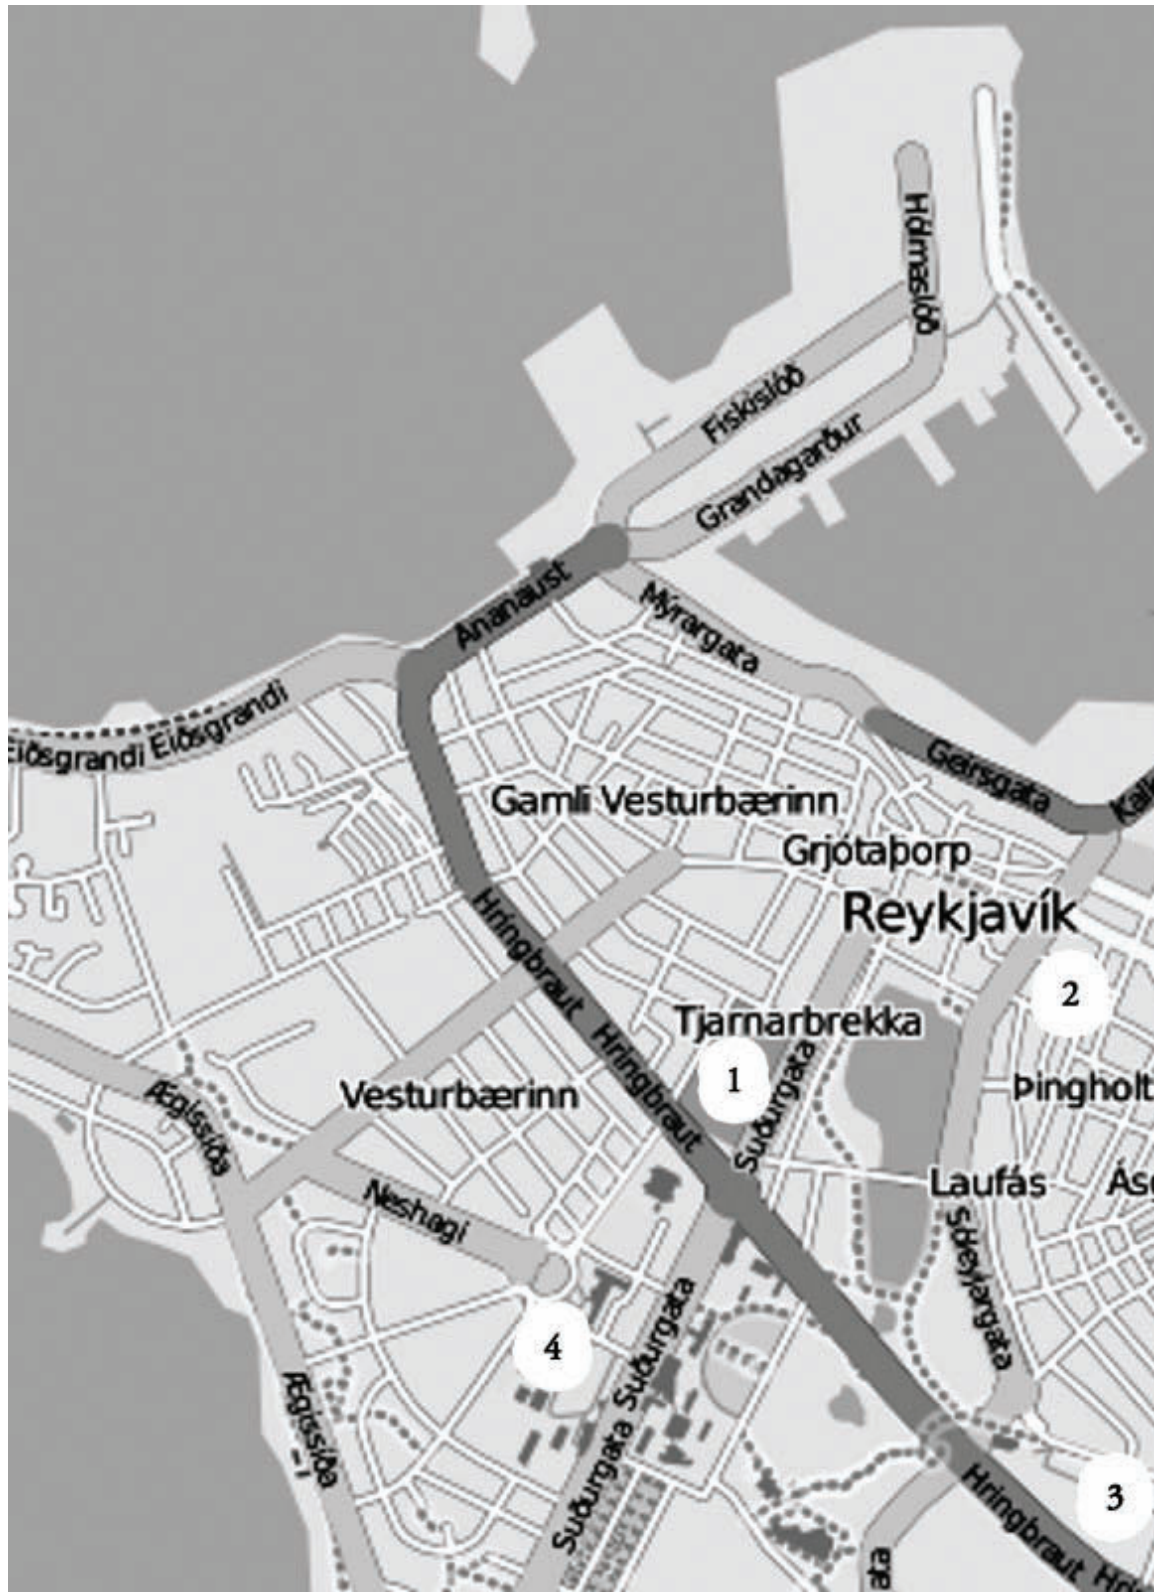 Hólmaslóð
Fiskislóð
Grandagarður
Ánanaust
Mýrargata
Eiðsgrandi Eiðsgrandi
Geirsgata
Gamli Vesturbærinn
Grjótaþorp
Reykjavík
Hringbraut
2
Hringbraut
Tjarnarbrekka
1
Suðurgata
Vesturbærinn
Þingholt
Ægissíða
Laufás
Neshagi
Sóleyjargata
Suðurgata
4
Ægissíða
Suðurgata
Hringbraut
3